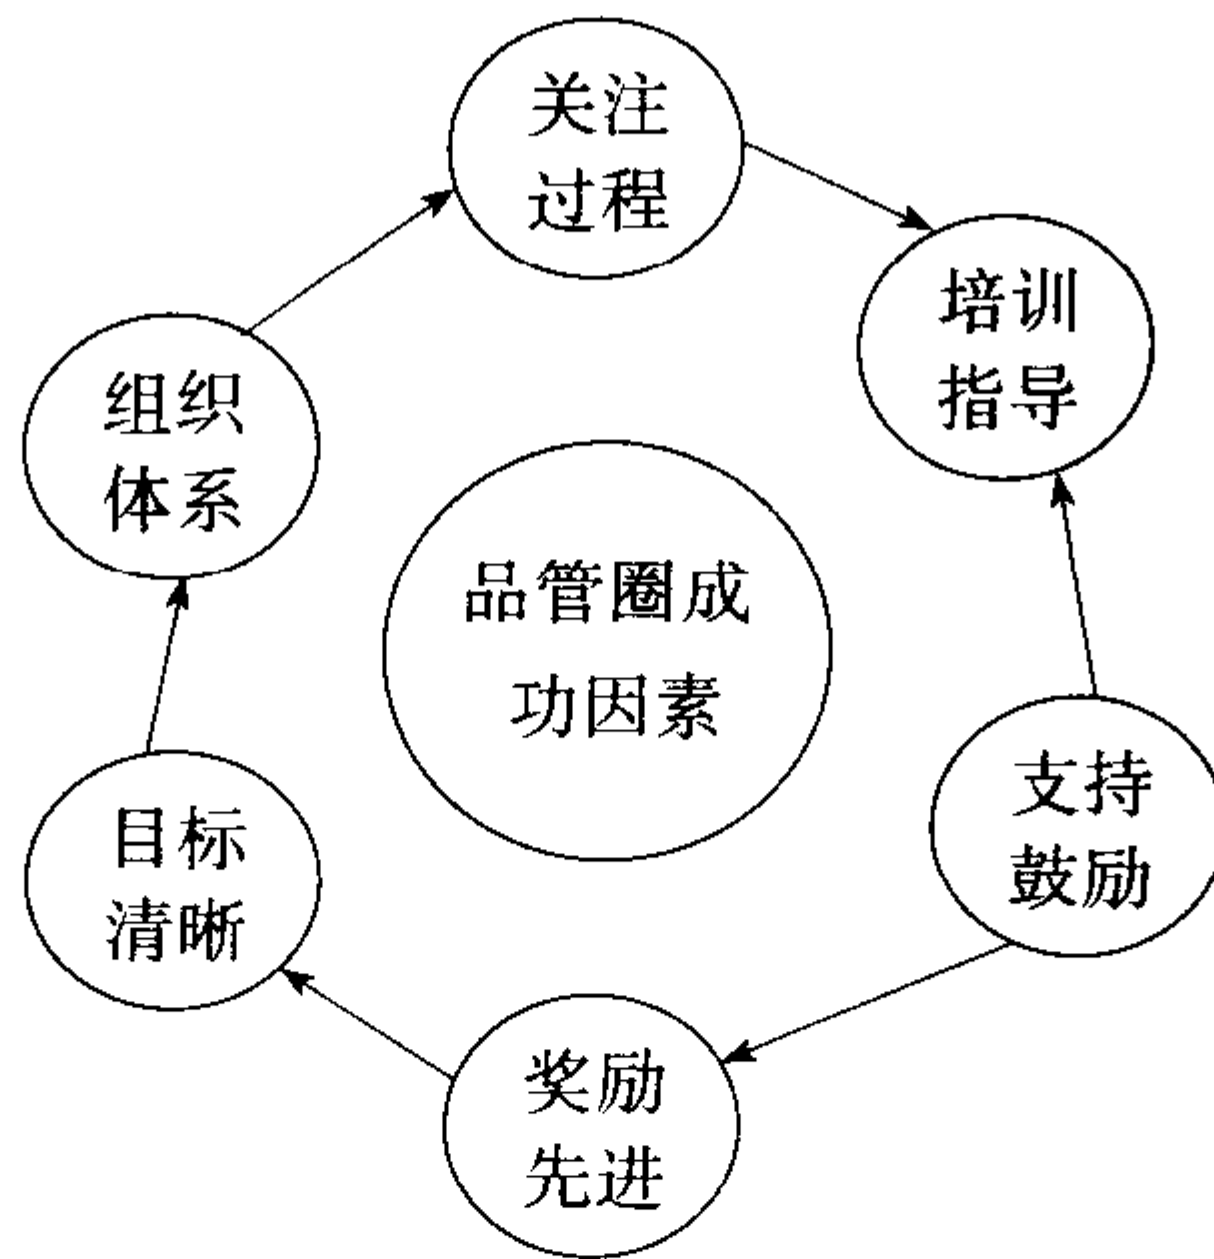 关注
过程
培训
指导
组织
体系
品管圈成
功因素
支持
鼓励
目标
清晰
奖励
先进